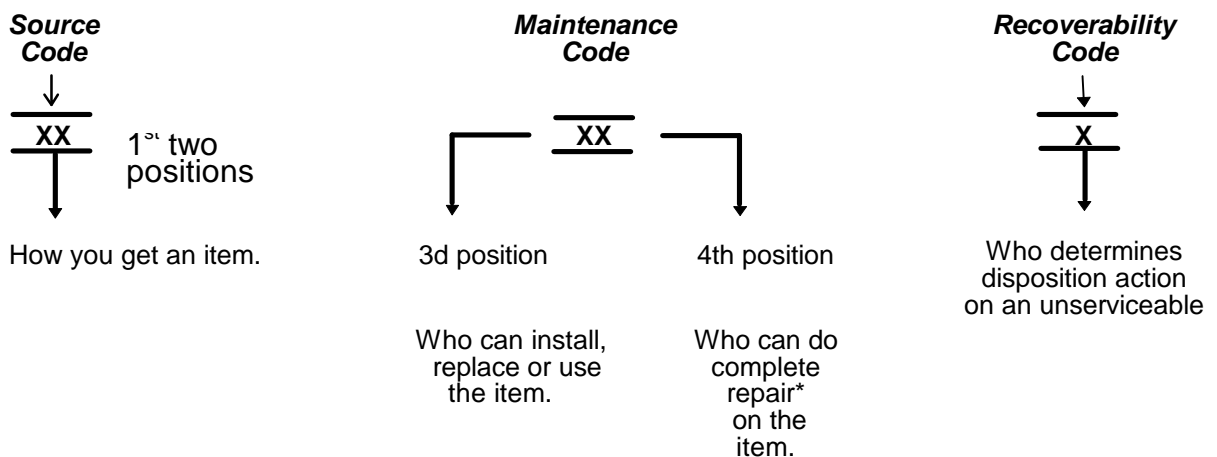 Source
Code
XX
1st two
positions
How you get an item.
Maintenance
Code
XX
3d position
4th position
Who can install,
replace or use
the item.
Who can do
complete
repair*
on the
item.
Recoverability
Code
X
Who determines
disposition action
on an unserviceable